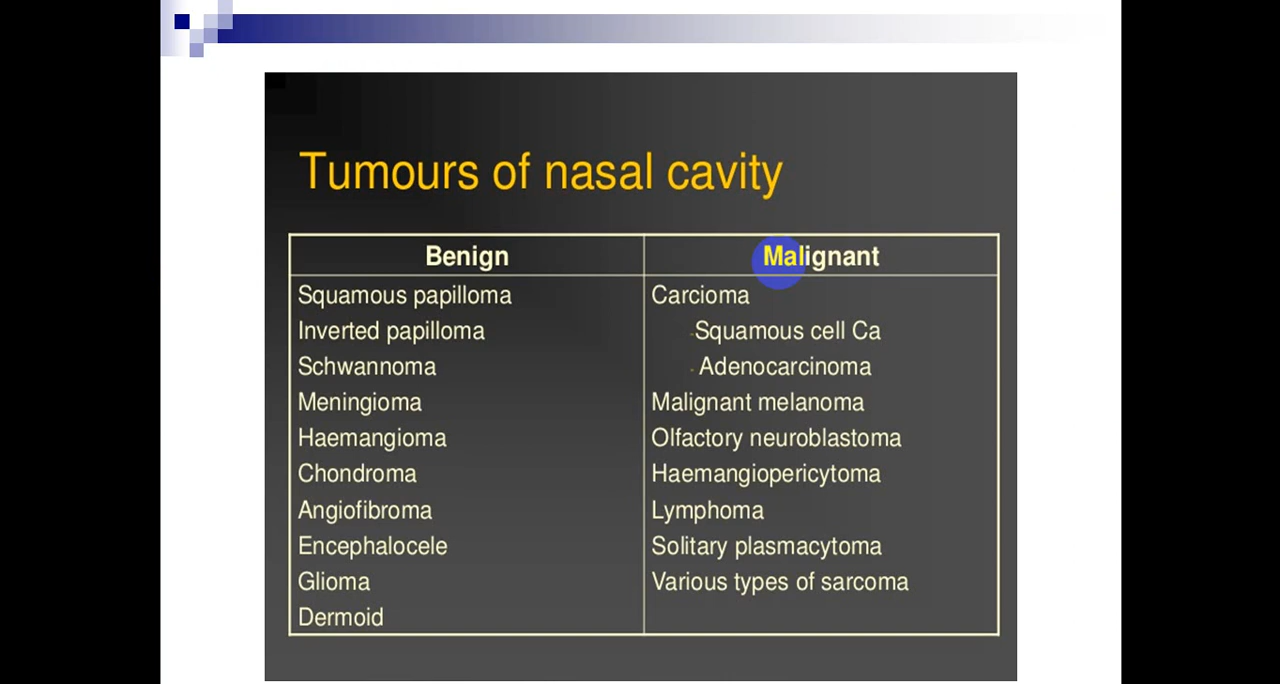 Tumours of nasal cavity
Benign
Malignant
Squamous papilloma
Carcioma
Inverted papilloma
Squamous cell Ca
Schwannoma
Adenocarcinoma
Meningioma
Malignant melanoma
Haemangioma
Olfactory neuroblastoma
Chondroma
Haemangiopericytoma
Angiofibroma
Lymphoma
Encephalocele
Solitary plasmacytoma
Glioma
Various types of sarcoma
Dermoid